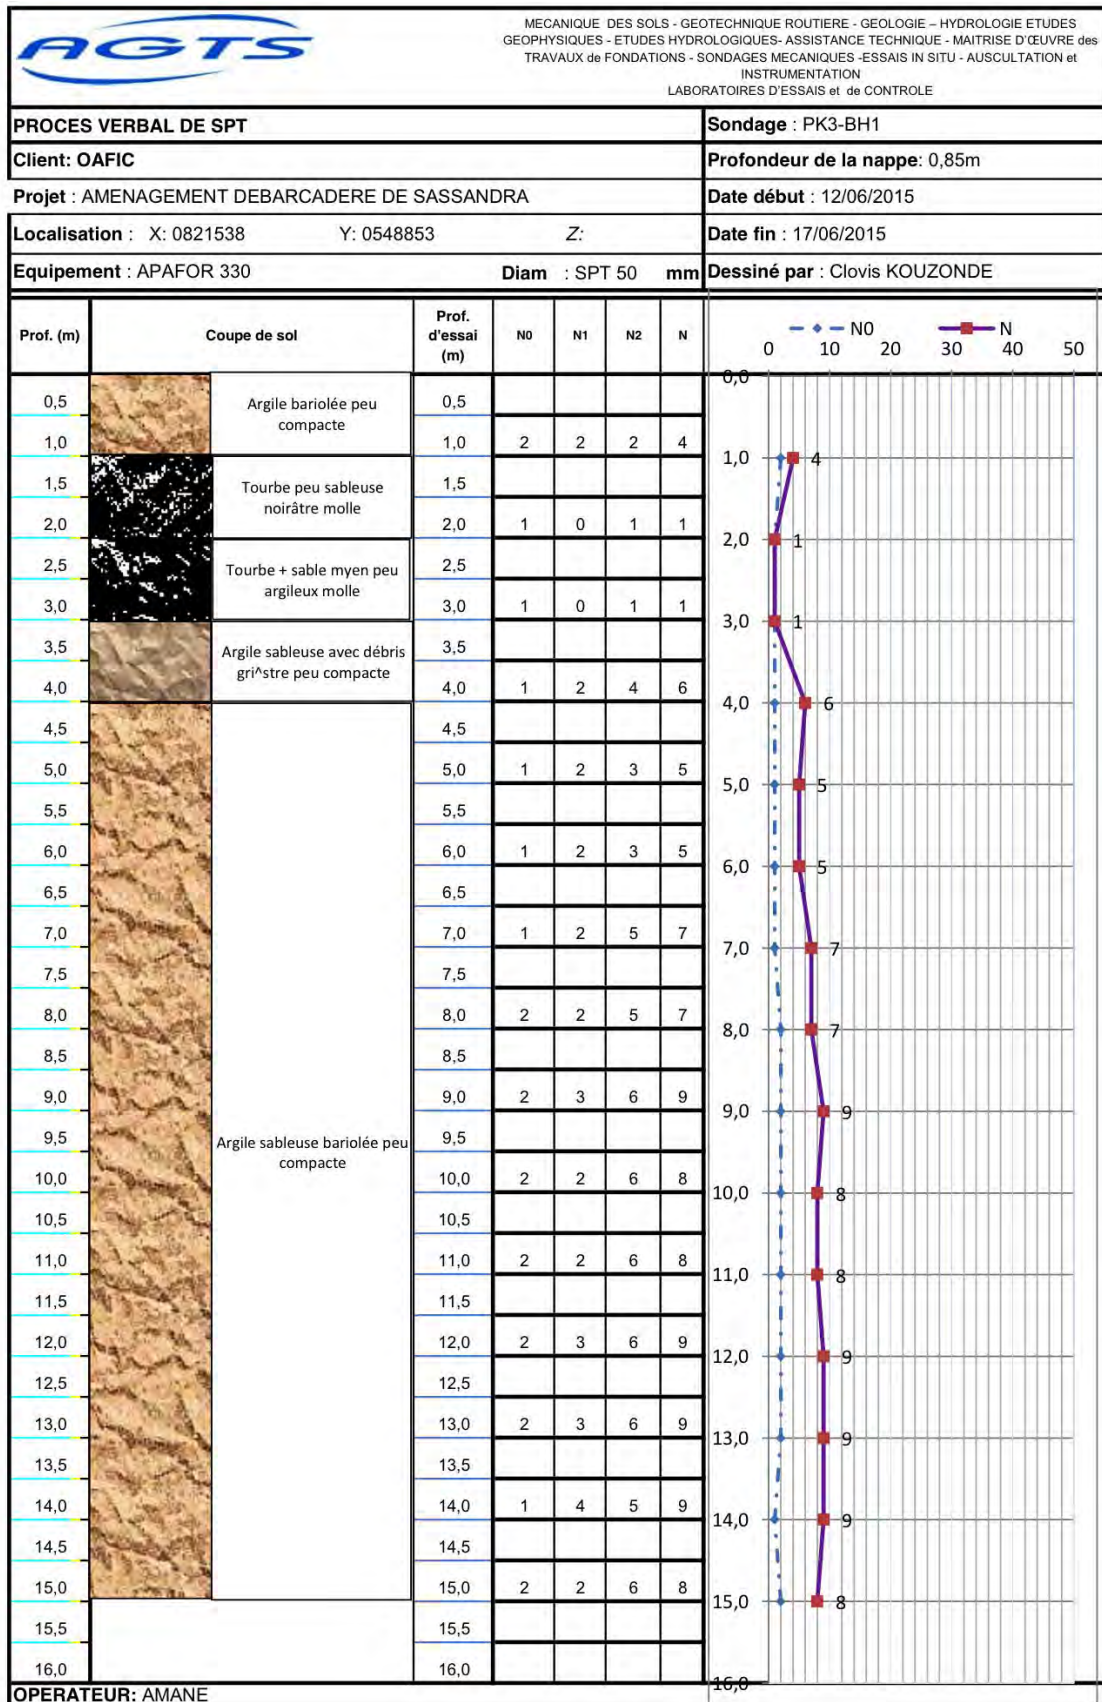 AGTS
MECANIQUE DES SOLS - GEOTECHNIQUE ROUTIERE - GEOLOGIE – HYDROLOGIE ETUDES
GEOPHYSIQUES - ETUDES HYDROLOGIQUES- ASSISTANCE TECHNIQUE - MAITRISE D'ŒUVRE des
TRAVAUX de FONDATIONS - SONDAGES MECANIQUES -ESSAIS IN SITU - AUSCULTATION et
INSTRUMENTATION
LABORATOIRES D'ESSAIS et de CONTROLE
PROCES VERBAL DE SPT
Sondage : PK3-BH1
Client: OAFIC
Profondeur de la nappe: 0,85m
Projet : AMENAGEMENT DEBARCADERE DE SASSANDRA
Date début : 12/06/2015
Localisation : X: 0821538 Y: 0548853 Z:
Date fin : 17/06/2015
Equipement : APAFOR 330 Diam : SPT 50 mm
Dessiné par : Clovis KOUZONDE
Prof. (m) Coupe de sol Prof. d'essai (m) N0 N1 N2 N
N0 N
0 10 20 30 40 50
0,0
0,5 Argile bariolée peu 0,5
compacte
1,0 1,0 2 2 2 4 1,0 4
1,5 Tourbe peu sableuse 1,5
noirâtre molle
2,0 2,0 1 0 1 1 2,0 1
2,5 Tourbe + sable myen peu 2,5
argileux molle
3,0 3,0 1 0 1 1 3,0 1
3,5 Argile sableuse avec débris 3,5
gri^stre peu compacte
4,0 4,0 1 2 4 6 4,0 6
4,5 4,5
5,0 5,0 1 2 3 5 5,0 5
5,5 5,5
6,0 6,0 1 2 3 5 6,0 5
6,5 6,5
7,0 7,0 1 2 5 7 7,0 7
7,5 7,5
8,0 8,0 2 2 5 7 8,0 7
8,5 8,5
9,0 9,0 2 3 6 9 9,0 9
9,5 Argile sableuse bariolée peu 9,5
compacte
10,0 10,0 2 2 6 8 10,0 8
10,5 10,5
11,0 11,0 2 2 6 8 11,0 8
11,5 11,5
12,0 12,0 2 3 6 9 12,0 9
12,5 12,5
13,0 13,0 2 3 6 9 13,0 9
13,5 13,5
14,0 14,0 1 4 5 9 14,0 9
14,5 14,5
15,0 15,0 2 2 6 8 15,0 8
15,5 15,5
16,0 16,0 16,0
OPERATEUR: AMANE